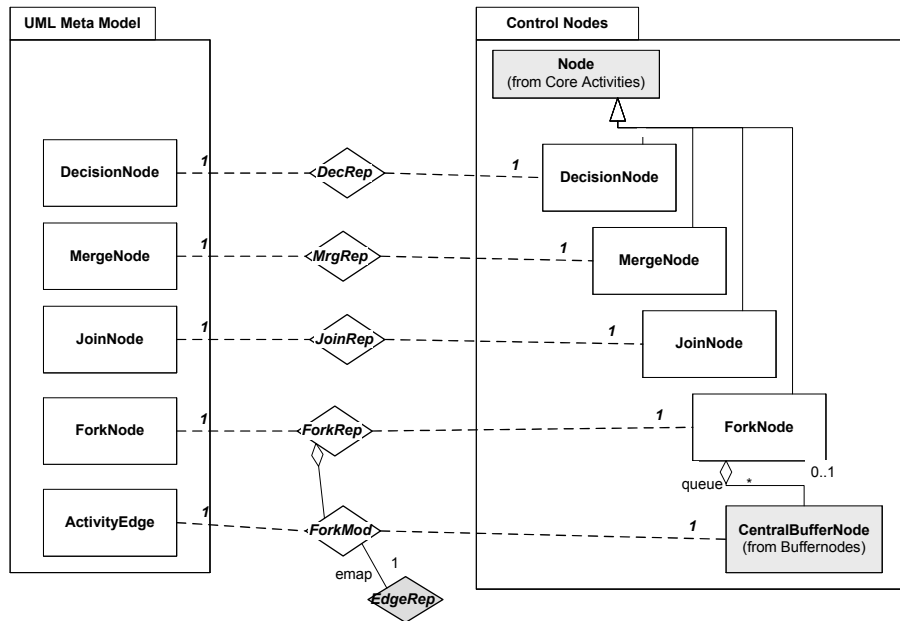 UML Meta Model
Control Nodes
Node
(from Core Activities)
DecisionNode
1
DecRep
1
DecisionNode
MergeNode
1
MrgRep
1
MergeNode
JoinNode
1
JoinRep
1
JoinNode
ForkNode
1
ForkRep
1
ForkNode
queue
*
0..1
ActivityEdge
1
ForkMod
1
CentralBufferNode
(from Buffernodes)
emap
1
EdgeRep